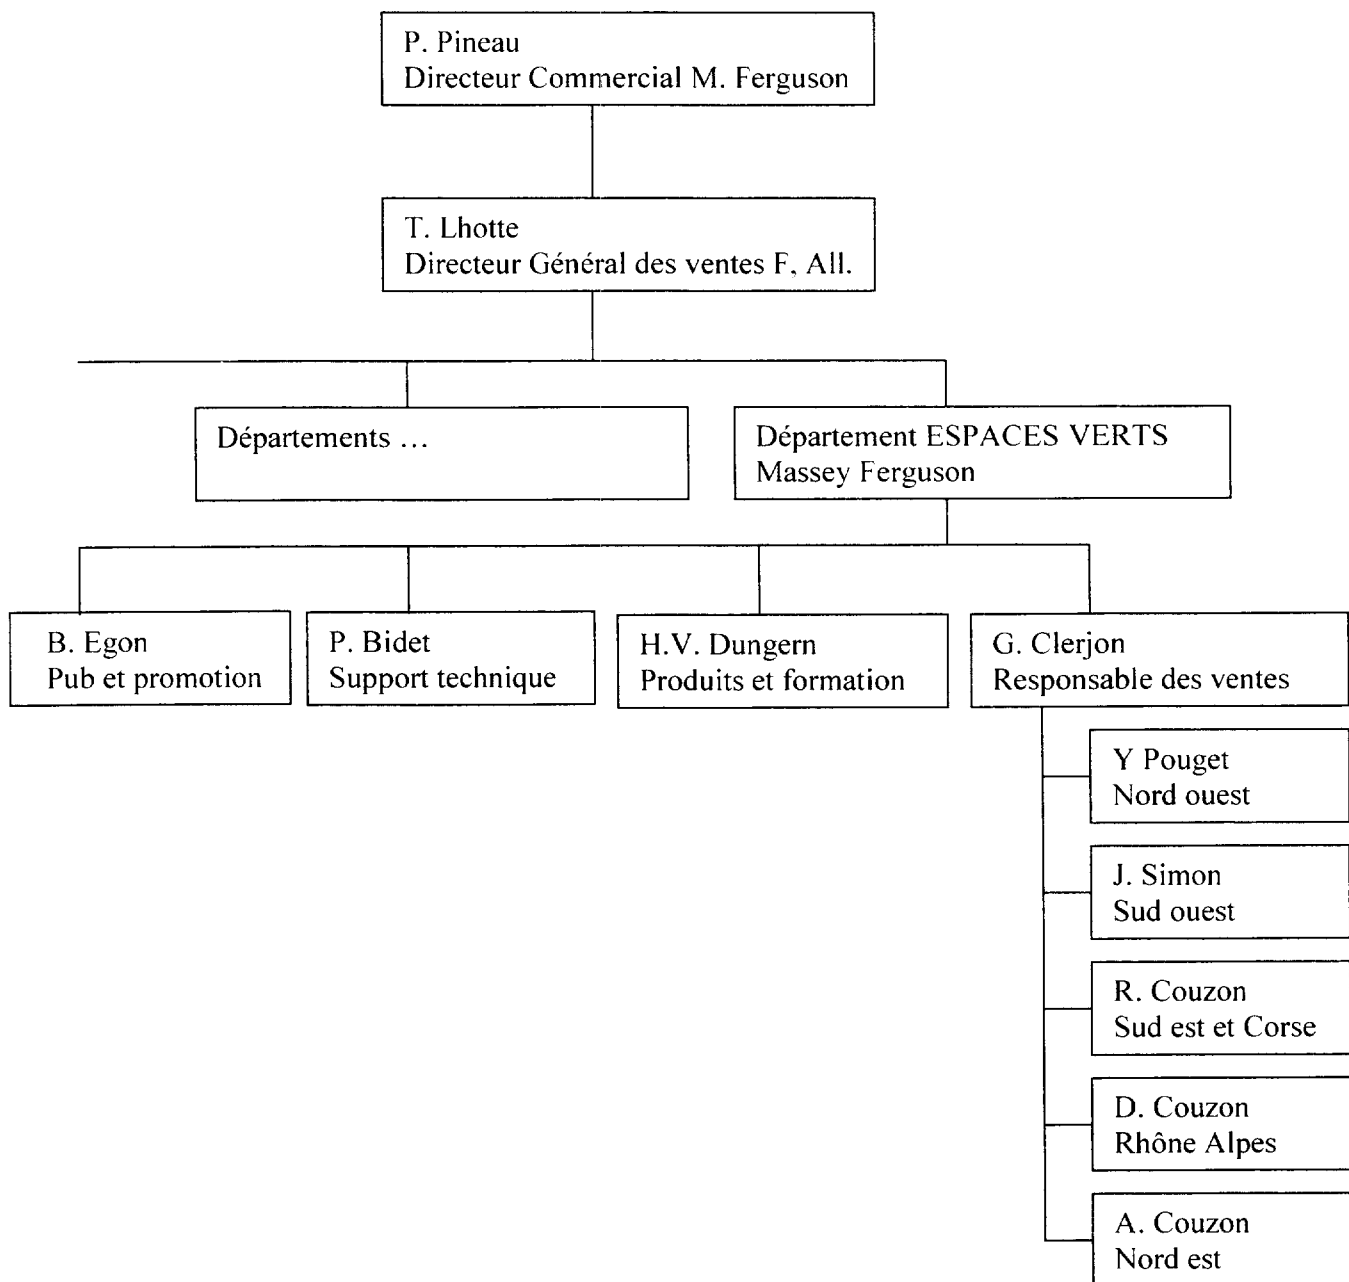 P. Pineau
Directeur Commercial M. Ferguson
T. Lhotte
Directeur Général des ventes F, All.
Départements ...
Département ESPACES VERTS
Massey Ferguson
B. Egon
Pub et promotion
P. Bidet
Support technique
H.V. Dungern
Produits et formation
G. Clerjon
Responsable des ventes
Y Pouget
Nord ouest
J. Simon
Sud ouest
R. Couzon
Sud est et Corse
D. Couzon
Rhône Alpes
A. Couzon
Nord est